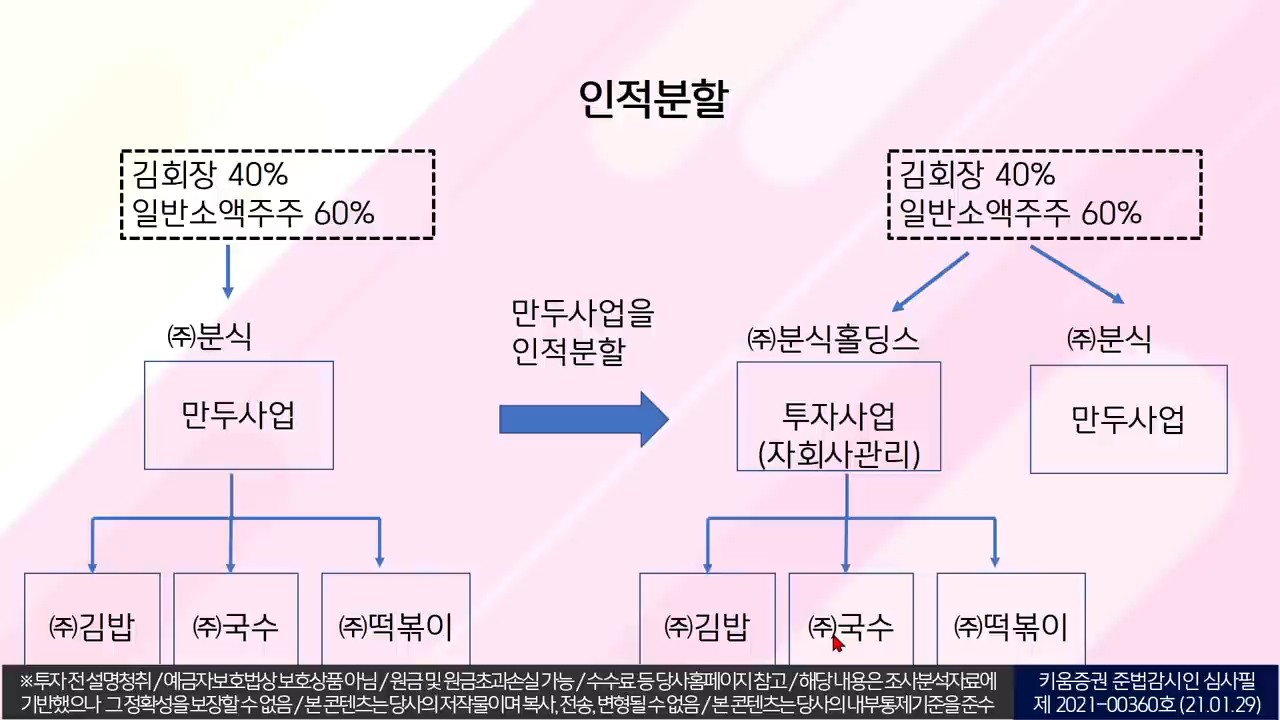 인적분할
김회장 40%
일반소액주주 60%
㈜분식
만두사업
㈜김밥
㈜국수
㈜떡볶이
만두사업을
인적분할
김회장 40%
일반소액주주 60%
㈜분식홀딩스
투자사업
(자회사관리)
㈜분식
만두사업
㈜김밥
㈜국수
㈜떡볶이
※투자 전 설명청취 / 예금자보호법상 보호상품 아님 / 원금 및 원금초과손실 가능 / 수수료 등 당사홈페이지 참고 / 해당 내용은 조사분석자료에
기반했으나 그 정확성을 보장할 수 없음 / 본 콘텐츠는 당사의 저작물이며 복사, 전송, 변형될 수 없음 / 본 콘텐츠는 당사의 내부통제기준을 준수
키움증권 준법감시인 심사필
제 2021-00360호 (21.01.29)